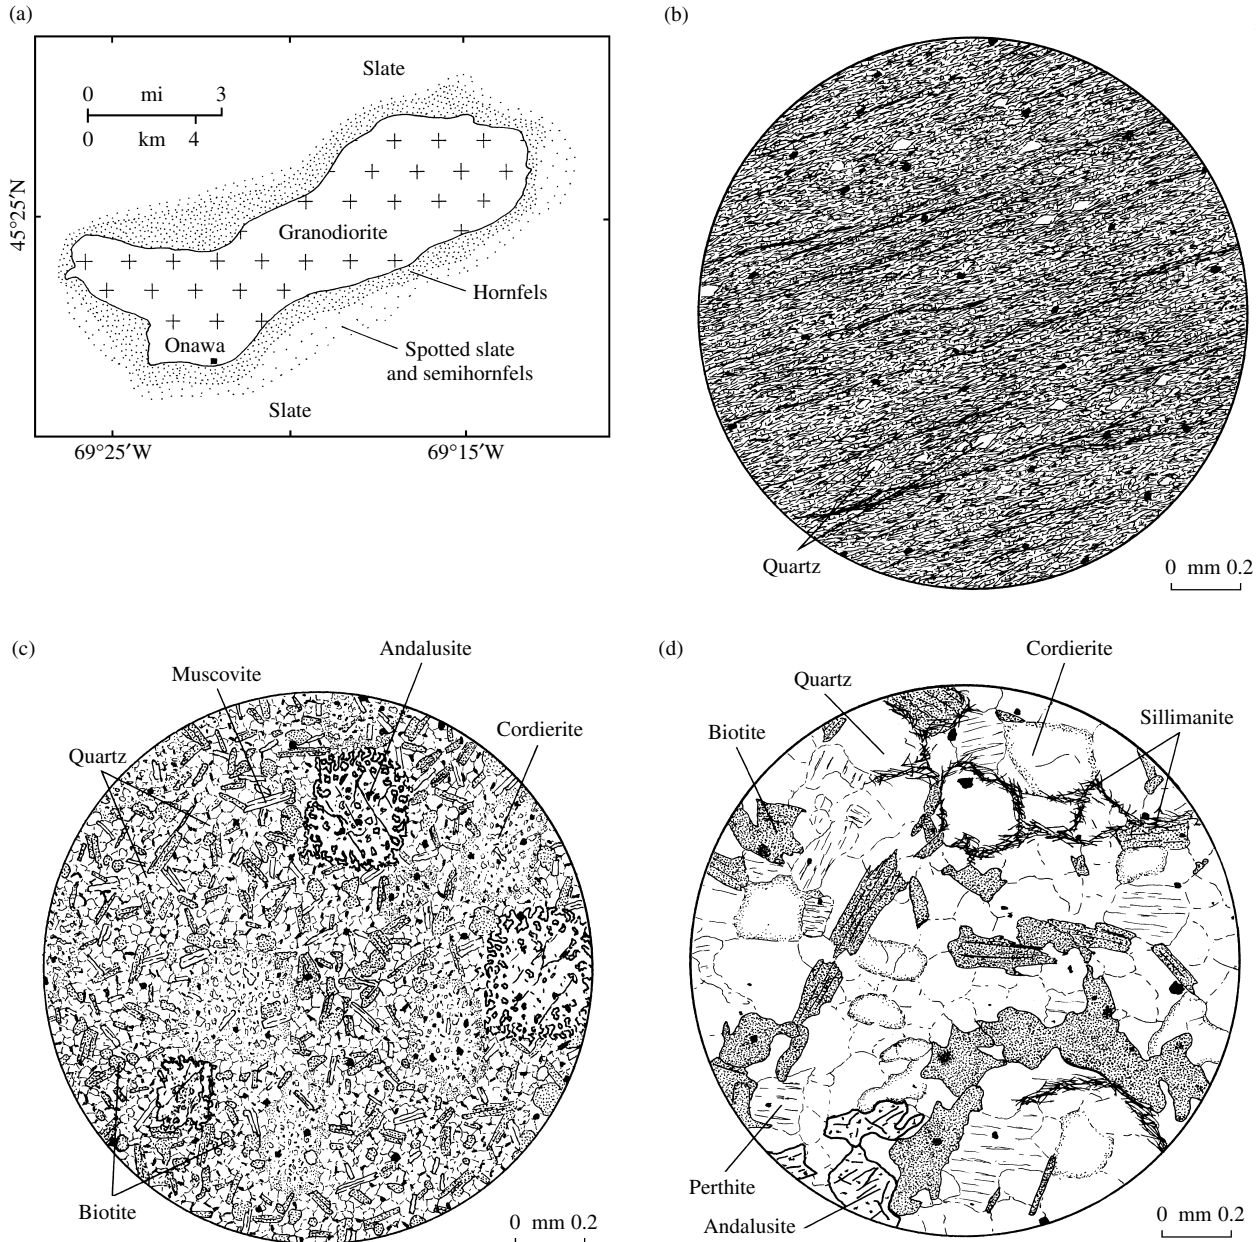 (a)
Slate
0 mi 3
0 km 4
45°25′N
Granodiorite
Hornfels
Onawa
Spotted slate
and semihornfels
Slate
69°25′W
69°15′W
(b)
Quartz
0 mm 0.2
(c)
Andalusite
Muscovite
Cordierite
Quartz
Biotite
0 mm 0.2
(d)
Cordierite
Quartz
Sillimanite
Biotite
Perthite
Andalusite
0 mm 0.2